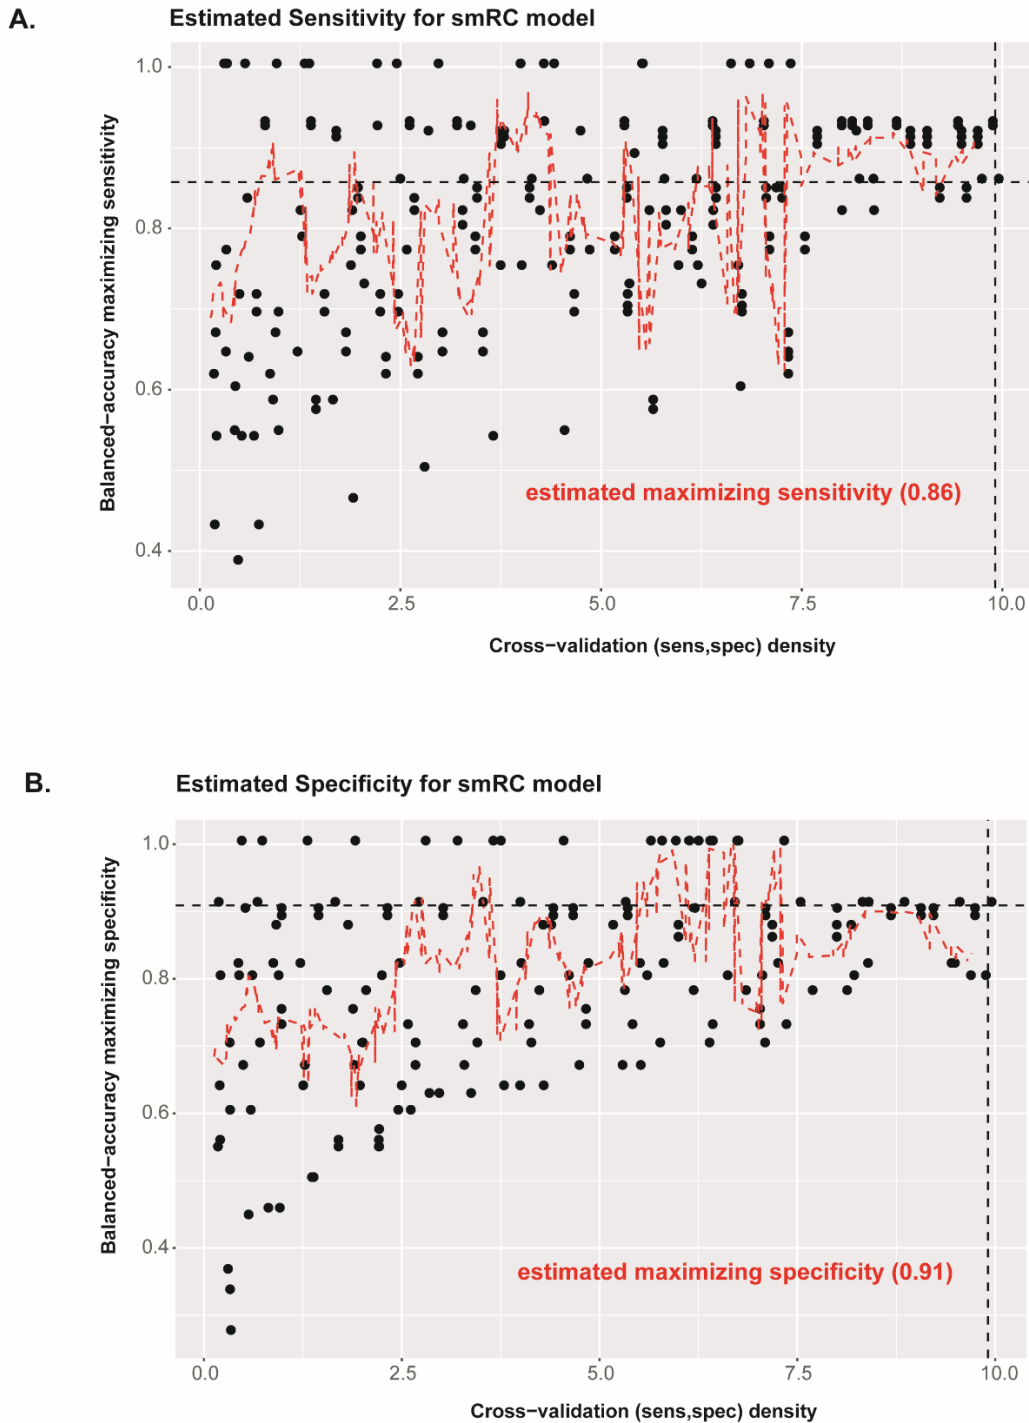 A.
Estimated Sensitivity for smRC model
Balanced−accuracy maximizing sensitivity
1.0
0.8
0.6
0.4
estimated maximizing sensitivity (0.86)
0.0 2.5 5.0 7.5 10.0
Cross−validation (sens,spec) density
B.
Estimated Specificity for smRC model
Balanced−accuracy maximizing specificity
1.0
0.8
0.6
0.4
estimated maximizing specificity (0.91)
0.0 2.5 5.0 7.5 10.0
Cross−validation (sens,spec) density